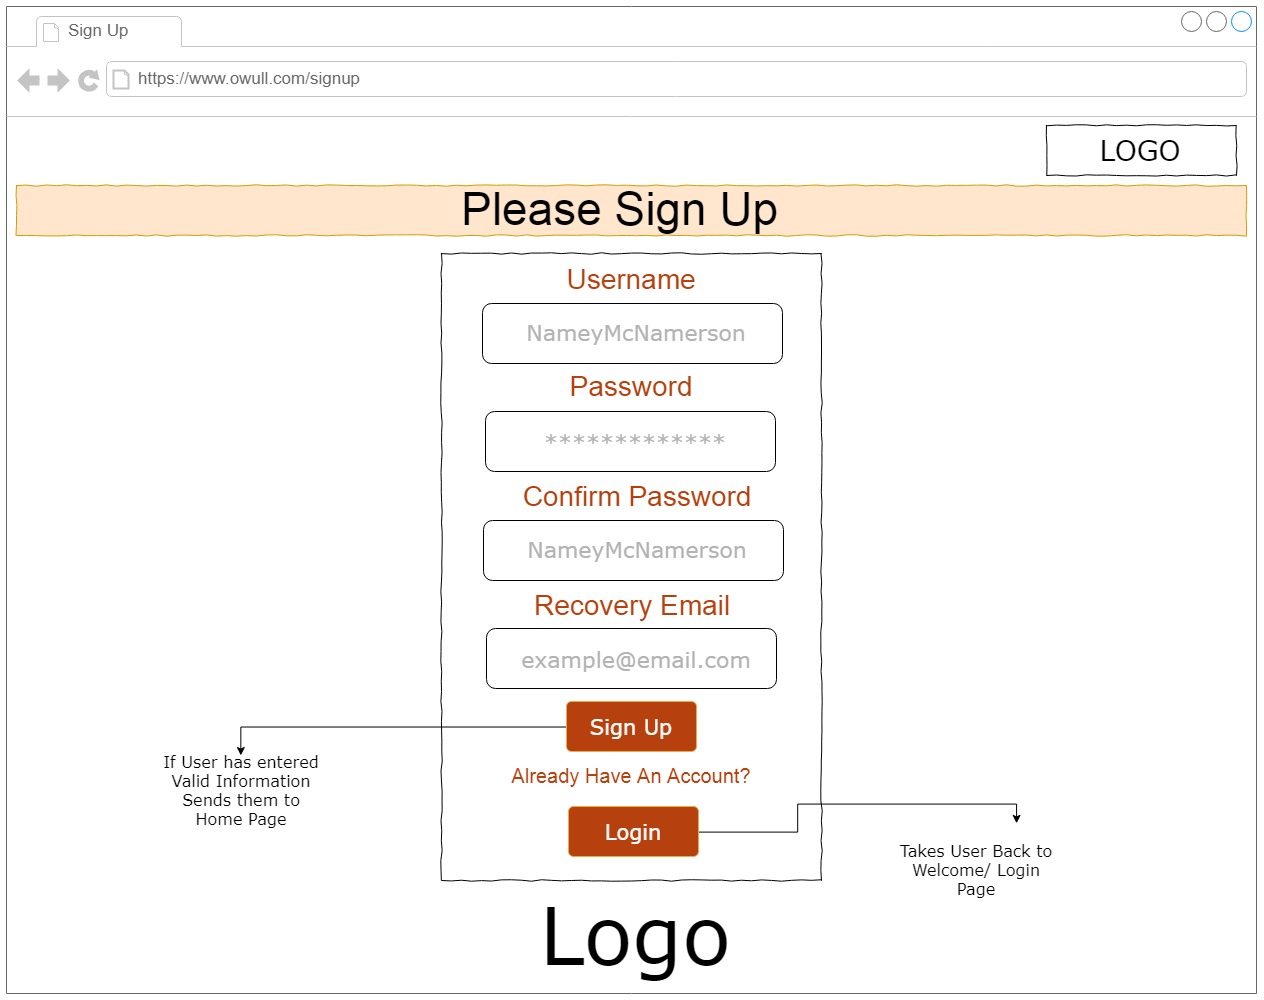 Sign Up
https://www.owull.com/signup
LOGO
Please Sign Up
Username
NameyMcNamerson
Password
*************
Confirm Password
NameyMcNamerson
Recovery Email
example@email.com
Sign Up
If User has entered
Valid Information
Sends them to
Home Page
Already Have An Account?
Login
Takes User Back to
Welcome/ Login
Page
Logo